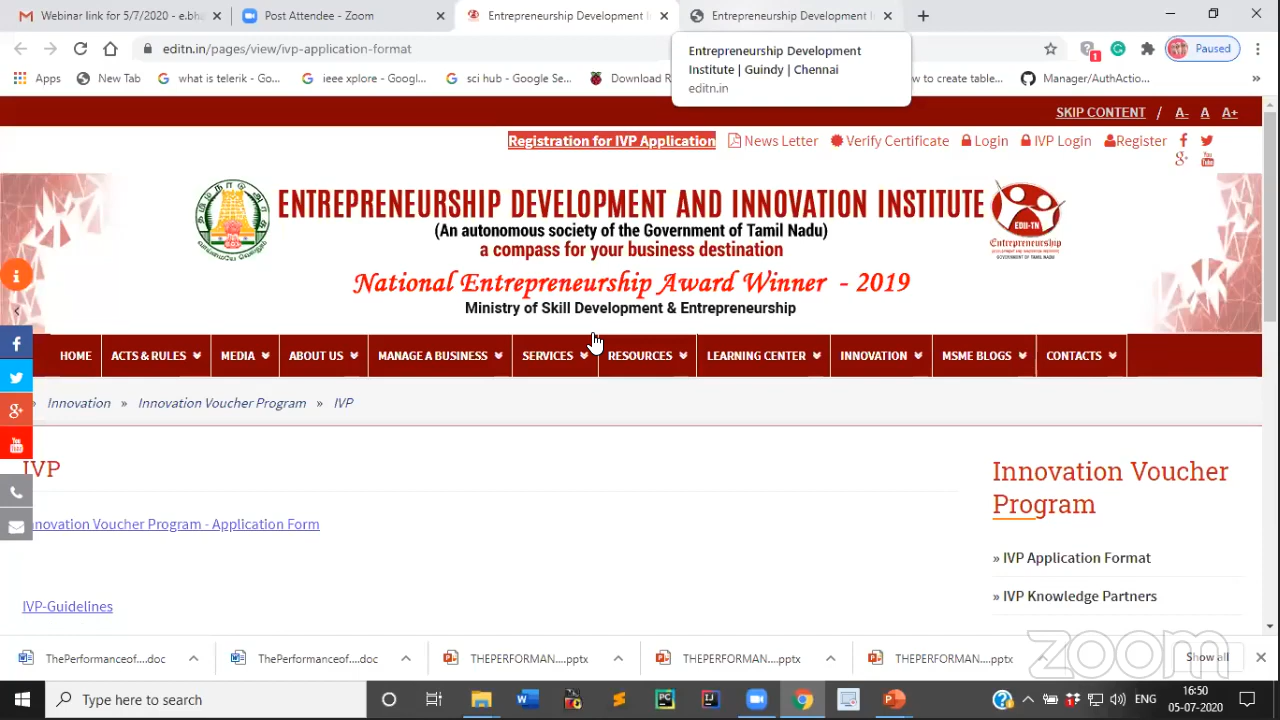 Webinar for 5/7/2020 - e.bha
Post Attendee - Zoom
Entrepreneurship Development I
Entrepreneurship Development I
editn.in/pages/view/ivp-application-format
Paused
Entrepreneurship Development
Institute | Guindy | Chennai
editn.in
Apps
New Tab
what is telerik - Go...
ieee xplore - Googl...
sci hub - Google Se...
Download R
w to create table...
Manager/AuthActio...
SKIP CONTENT / A- A A+
Registration for IVP Application
News Letter
Verify Certificate
Login
IVP Login
Register
ENTREPRENEURSHIP DEVELOPMENT AND INNOVATION INSTITUTE
(An autonomous society of the Government of Tamil Nadu)
a compass for your business destination
National Entrepreneurship Award Winner - 2019
Ministry of Skill Development & Entrepreneurship
EDII-TN
Entrepreneurship
HOME
ACTS & RULES
MEDIA
ABOUT US
MANAGE A BUSINESS
SERVICES
RESOURCES
LEARNING CENTER
INNOVATION
MSME BLOGS
CONTACTS
» Innovation » Innovation Voucher Program » IVP
IVP
nnovation Voucher Program - Application Form
IVP-Guidelines
Innovation Voucher
Program
» IVP Application Format
» IVP Knowledge Partners
zoom
ThePerformanceof....doc
ThePerformanceof....doc
THEPERFORMAN....pptx
THEPERFORMAN....pptx
THEPERFORMAN....pptx
Show all
Type here to search
ENG
16:50
05-07-2020